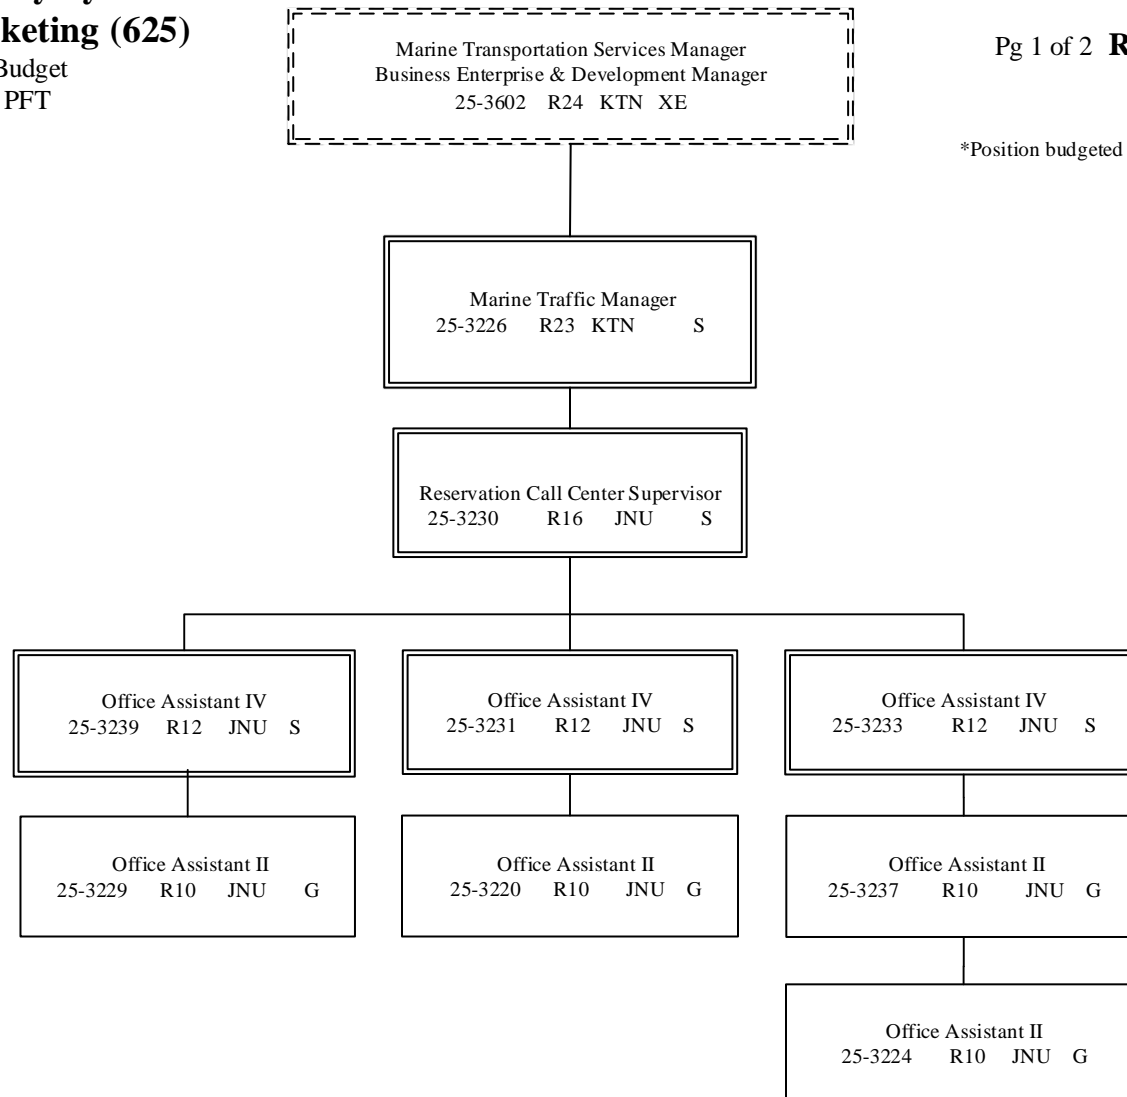 keting (625)
Budget
PFT
Pg 1 of 2 R
*Position budgeted
Marine Transportation Services Manager
Business Enterprise & Development Manager
25-3602 R24 KTN XE
Marine Traffic Manager
25-3226 R23 KTN S
Reservation Call Center Supervisor
25-3230 R16 JNU S
Office Assistant IV
25-3239 R12 JNU S
Office Assistant IV
25-3231 R12 JNU S
Office Assistant IV
25-3233 R12 JNU S
Office Assistant II
25-3229 R10 JNU G
Office Assistant II
25-3220 R10 JNU G
Office Assistant II
25-3237 R10 JNU G
Office Assistant II
25-3224 R10 JNU G